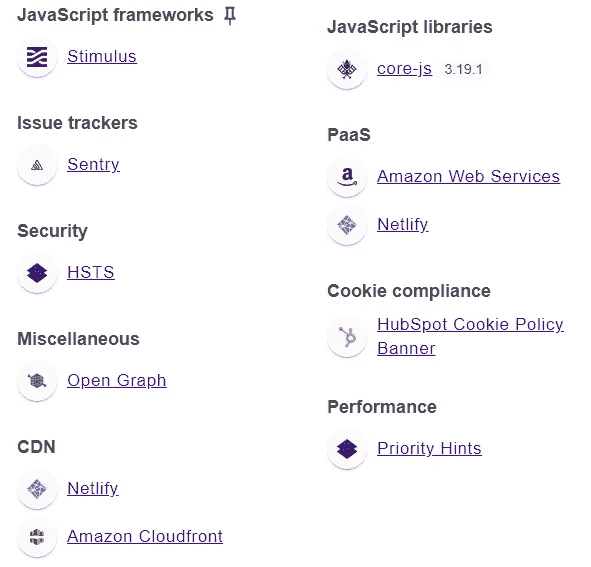 JavaScript frameworks
Stimulus
Issue trackers
Sentry
Security
HSTS
Miscellaneous
Open Graph
CDN
Netlify
Amazon Cloudfront
JavaScript libraries
core-js 3.19.1
PaaS
Amazon Web Services
Netlify
Cookie compliance
HubSpot Cookie Policy
Banner
Performance
Priority Hints